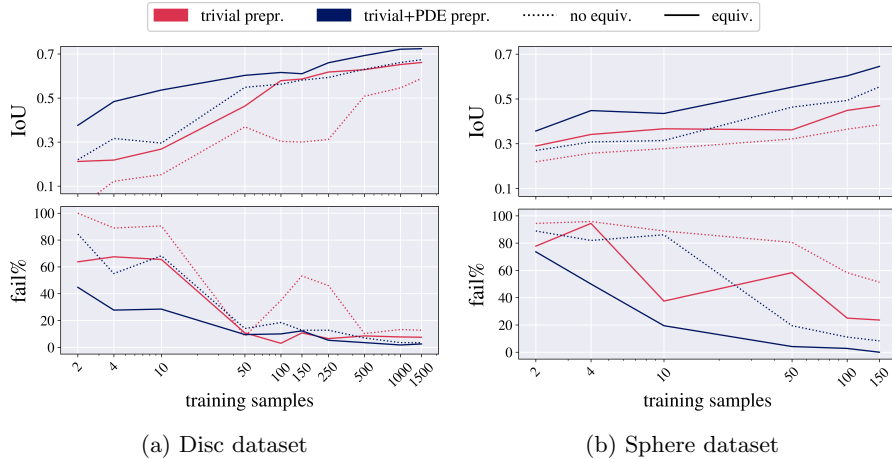 trivial prepr. trivial+PDE prepr. no equiv. equiv.
0.7
0.5
0.3
0.1
IoU
100
80
60
40
20
0
fail%
2 4 10 50 100 150 250 500 1000 1500
training samples
(a) Disc dataset
0.7
0.5
0.3
0.1
IoU
100
80
60
40
20
0
fail%
2 4 10 50 100 150
training samples
(b) Sphere dataset